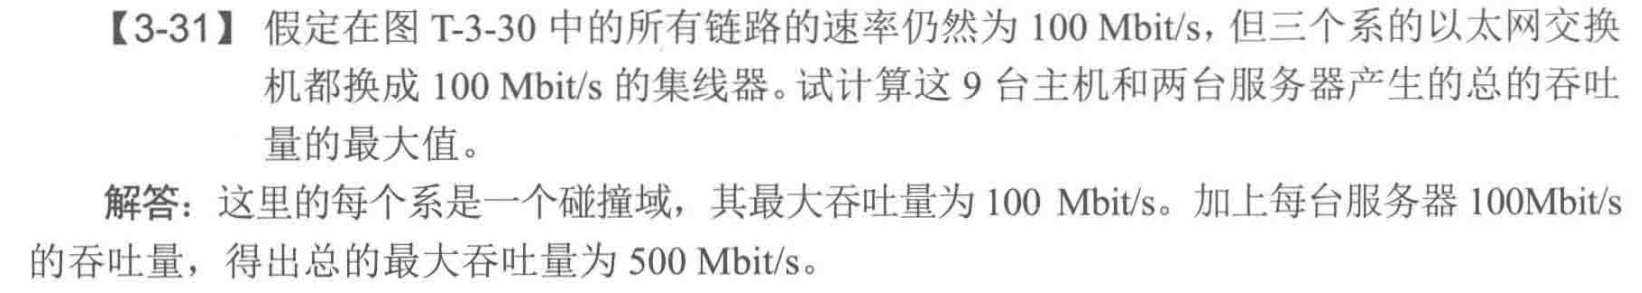 【3-31】 假定在图 T-3-30 中的所有链路的速率仍然为 100 Mbit/s，但三个系的以太网交换
机都换成 100 Mbit/s 的集线器。试计算这 9 台主机和两台服务器产生的总的吞吐
量的最大值。
解答：这里的每个系是一个碰撞域，其最大吞吐量为 100 Mbit/s。加上每台服务器 100Mbit/s
的吞吐量，得出总的最大吞吐量为 500 Mbit/s。